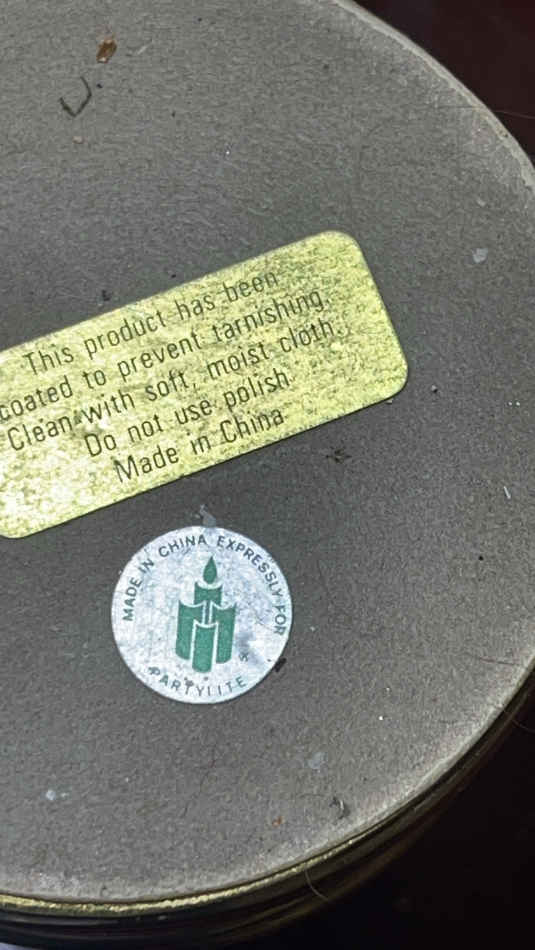 This product has been
coated to prevent tarnishing.
Clean with soft, moist cloth.
Do not use polish.
Made in China
MADE IN CHINA EXPRESSLY FOR
PARTYLITE